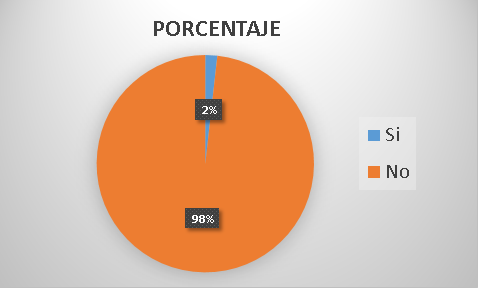 PORCENTAJE
2%
98%
Si
No